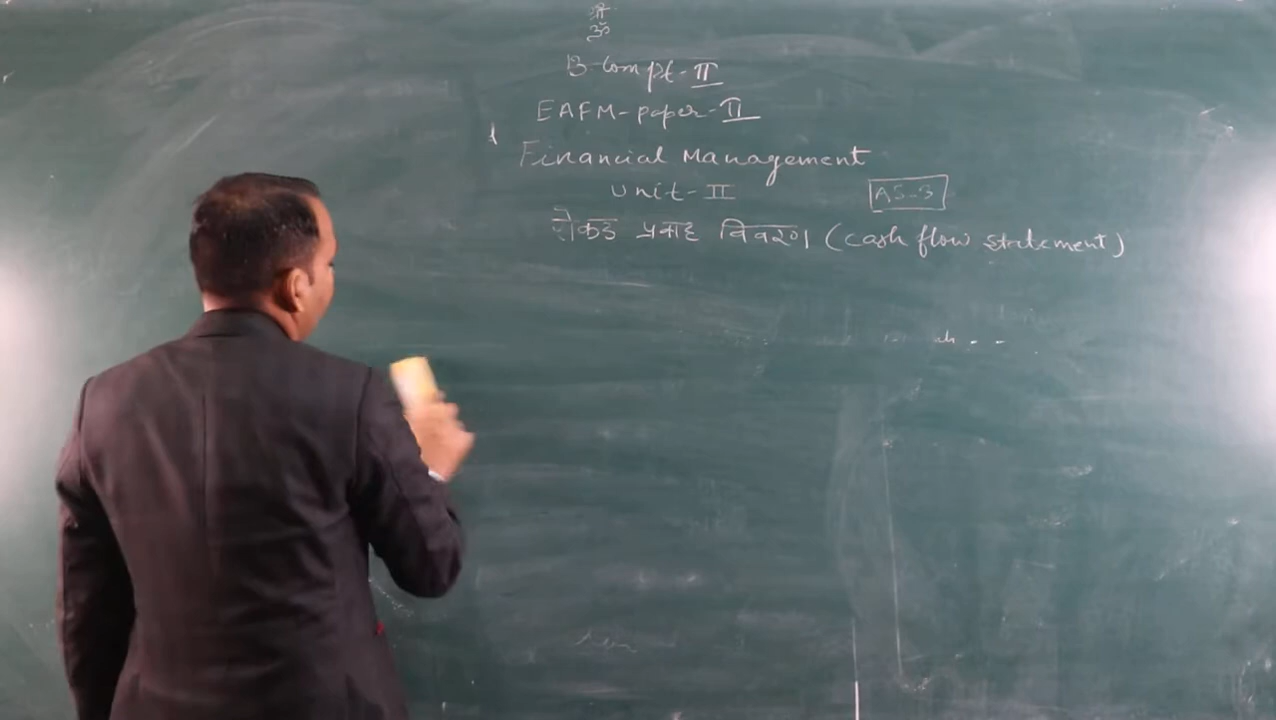 श्री
ॐ
B.Com pt-II
EAFM-paper-II
Financial Management
Unit-II
AS-3
रोकड प्रवाह विवरण (cash flow statement)